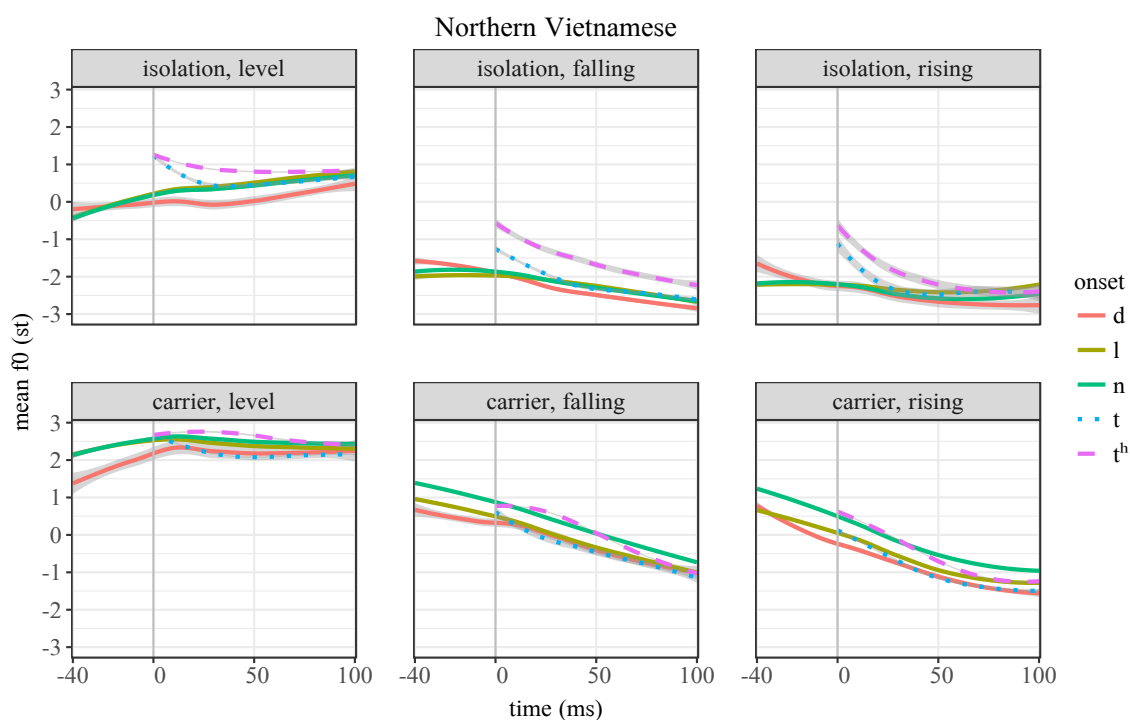 Northern Vietnamese
isolation, level
isolation, falling
isolation, rising
3
2
1
0
-1
-2
-3
carrier, level
carrier, falling
carrier, rising
3
2
1
0
-1
-2
-3
-40 0 50 100
-40 0 50 100
-40 0 50 100
mean f0 (st)
time (ms)
onset
d
l
n
t
tʰ